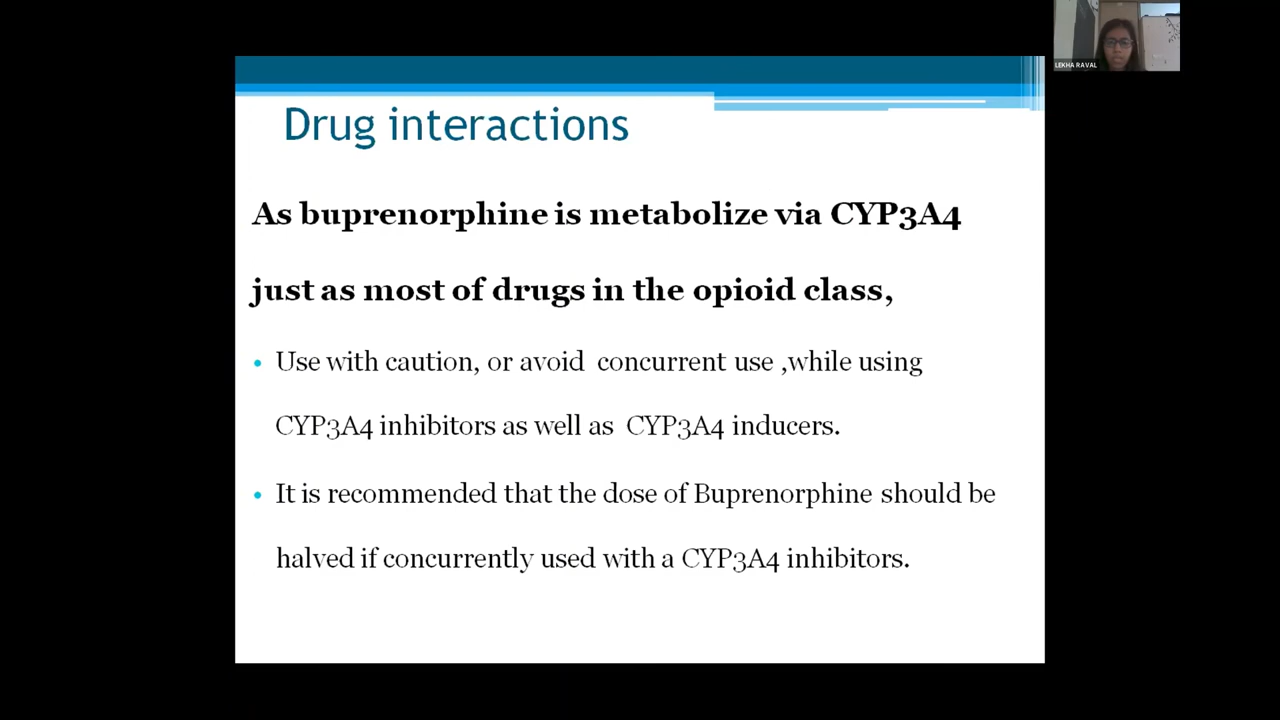 LEKHA RAVAL
Drug interactions
As buprenorphine is metabolize via CYP3A4
just as most of drugs in the opioid class,
• Use with caution, or avoid concurrent use ,while using
CYP3A4 inhibitors as well as CYP3A4 inducers.
• It is recommended that the dose of Buprenorphine should be
halved if concurrently used with a CYP3A4 inhibitors.